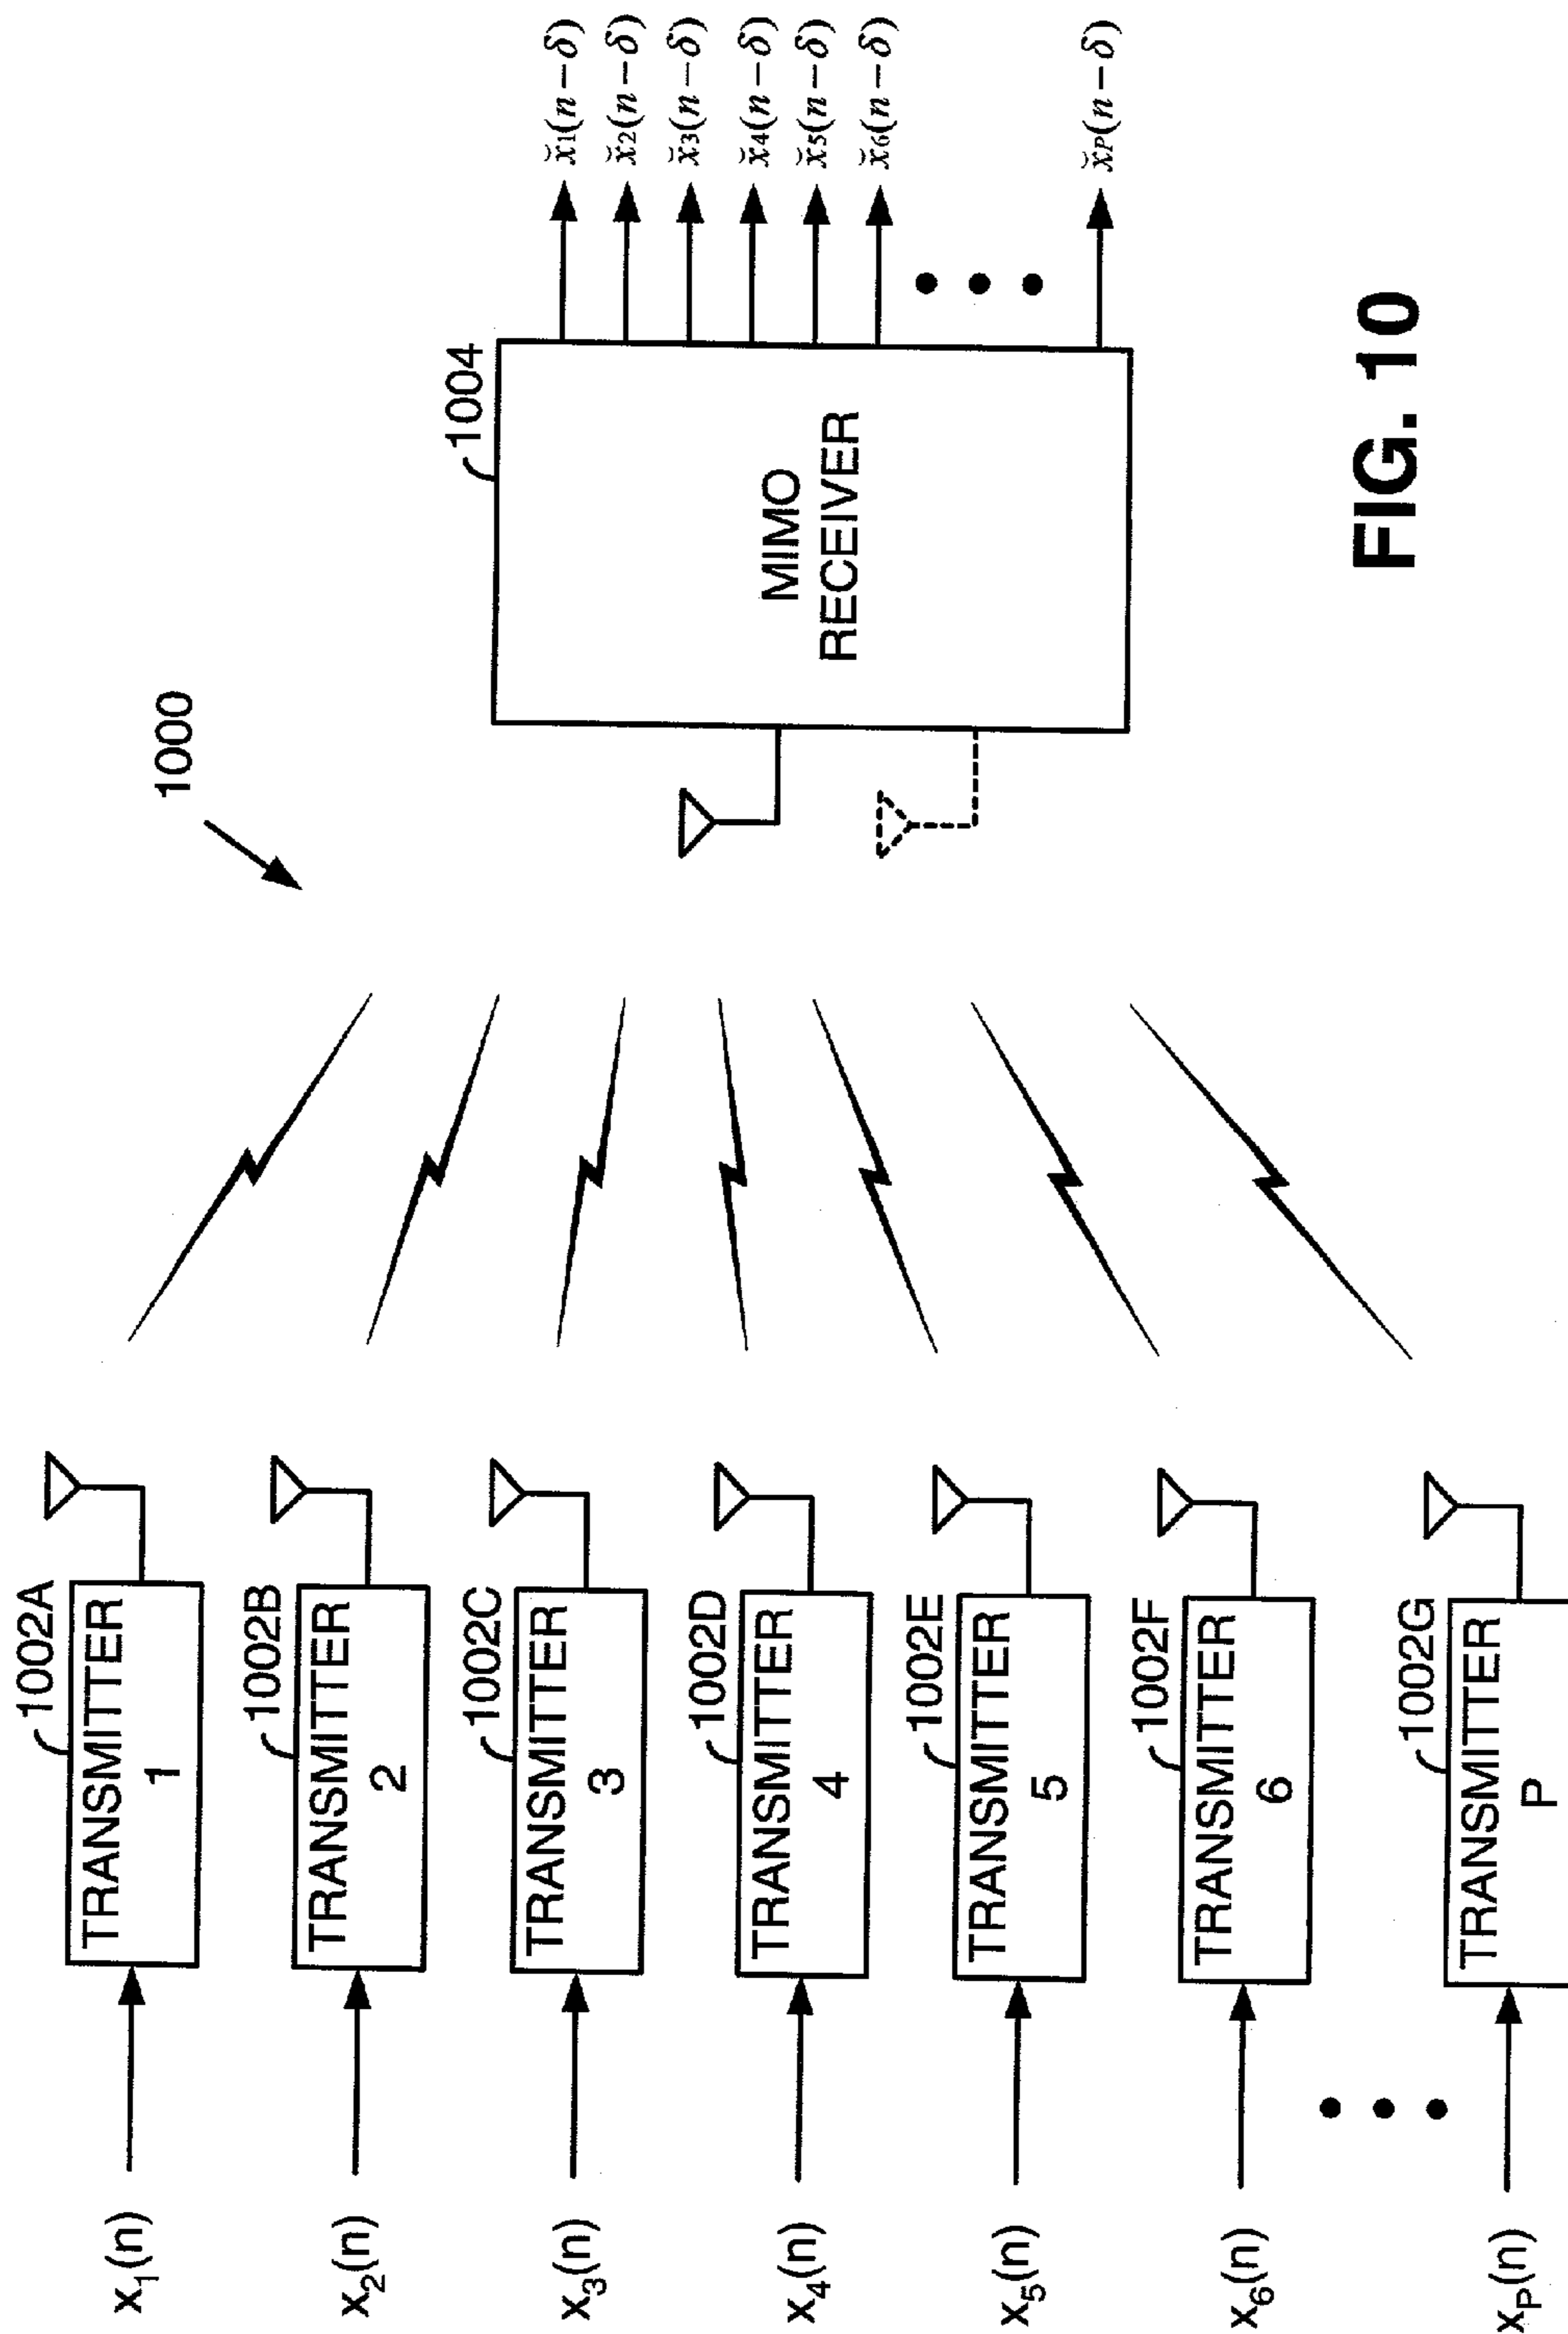 1000
1002A
x₁(n)
TRANSMITTER
1
1002B
x₂(n)
TRANSMITTER
2
1002C
x₃(n)
TRANSMITTER
3
1002D
x₄(n)
TRANSMITTER
4
1002E
x₅(n)
TRANSMITTER
5
1002F
x₆(n)
TRANSMITTER
6
1002G
x_P(n)
TRANSMITTER
P
1004
MIMO
RECEIVER
x̆₁(n−δ)
x̆₂(n−δ)
x̆₃(n−δ)
x̆₄(n−δ)
x̆₅(n−δ)
x̆₆(n−δ)
x̆_P(n−δ)
FIG. 10